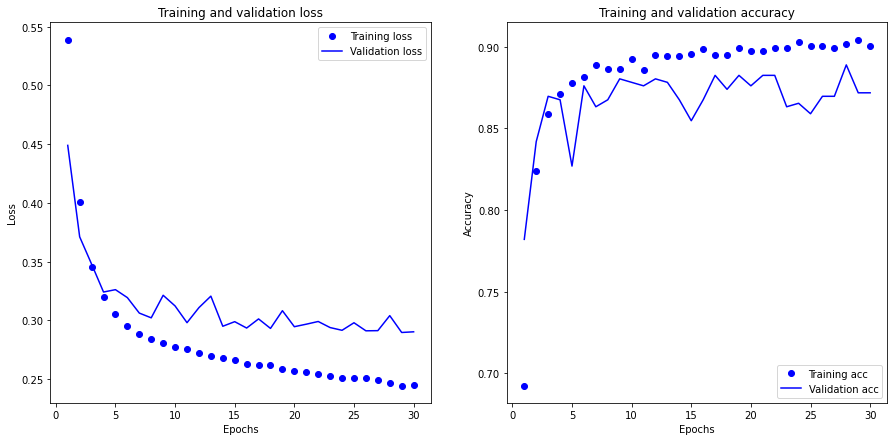 Training and validation loss
Training loss
Validation loss
0.55
0.50
0.45
0.40
0.35
0.30
0.25
Loss
0
5
10
15
20
25
30
Epochs
Training and validation accuracy
0.90
0.85
0.80
0.75
0.70
Accuracy
Training acc
Validation acc
0
5
10
15
20
25
30
Epochs